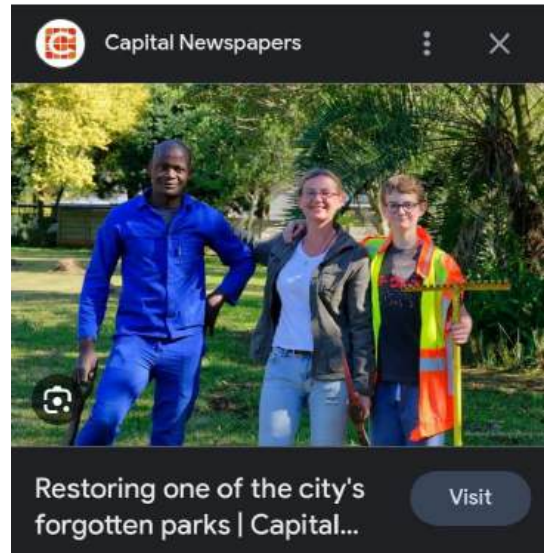 Capital Newspapers
Restoring one of the city's
forgotten parks | Capital...
Visit